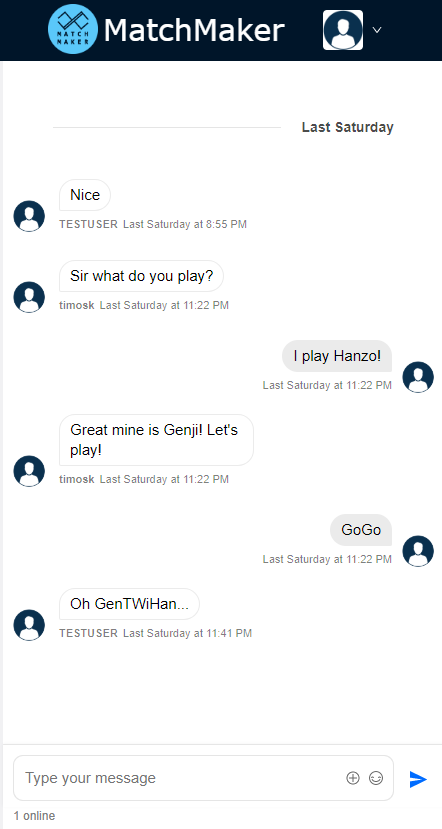 MATCH
MAKER
MatchMaker
Last Saturday
Nice
TESTUSER Last Saturday at 8:55 PM
Sir what do you play?
timosk Last Saturday at 11:22 PM
I play Hanzo!
Last Saturday at 11:22 PM
Great mine is Genji! Let's
play!
timosk Last Saturday at 11:22 PM
GoGo
Last Saturday at 11:22 PM
Oh GenTWiHan...
TESTUSER Last Saturday at 11:41 PM
Type your message
1 online